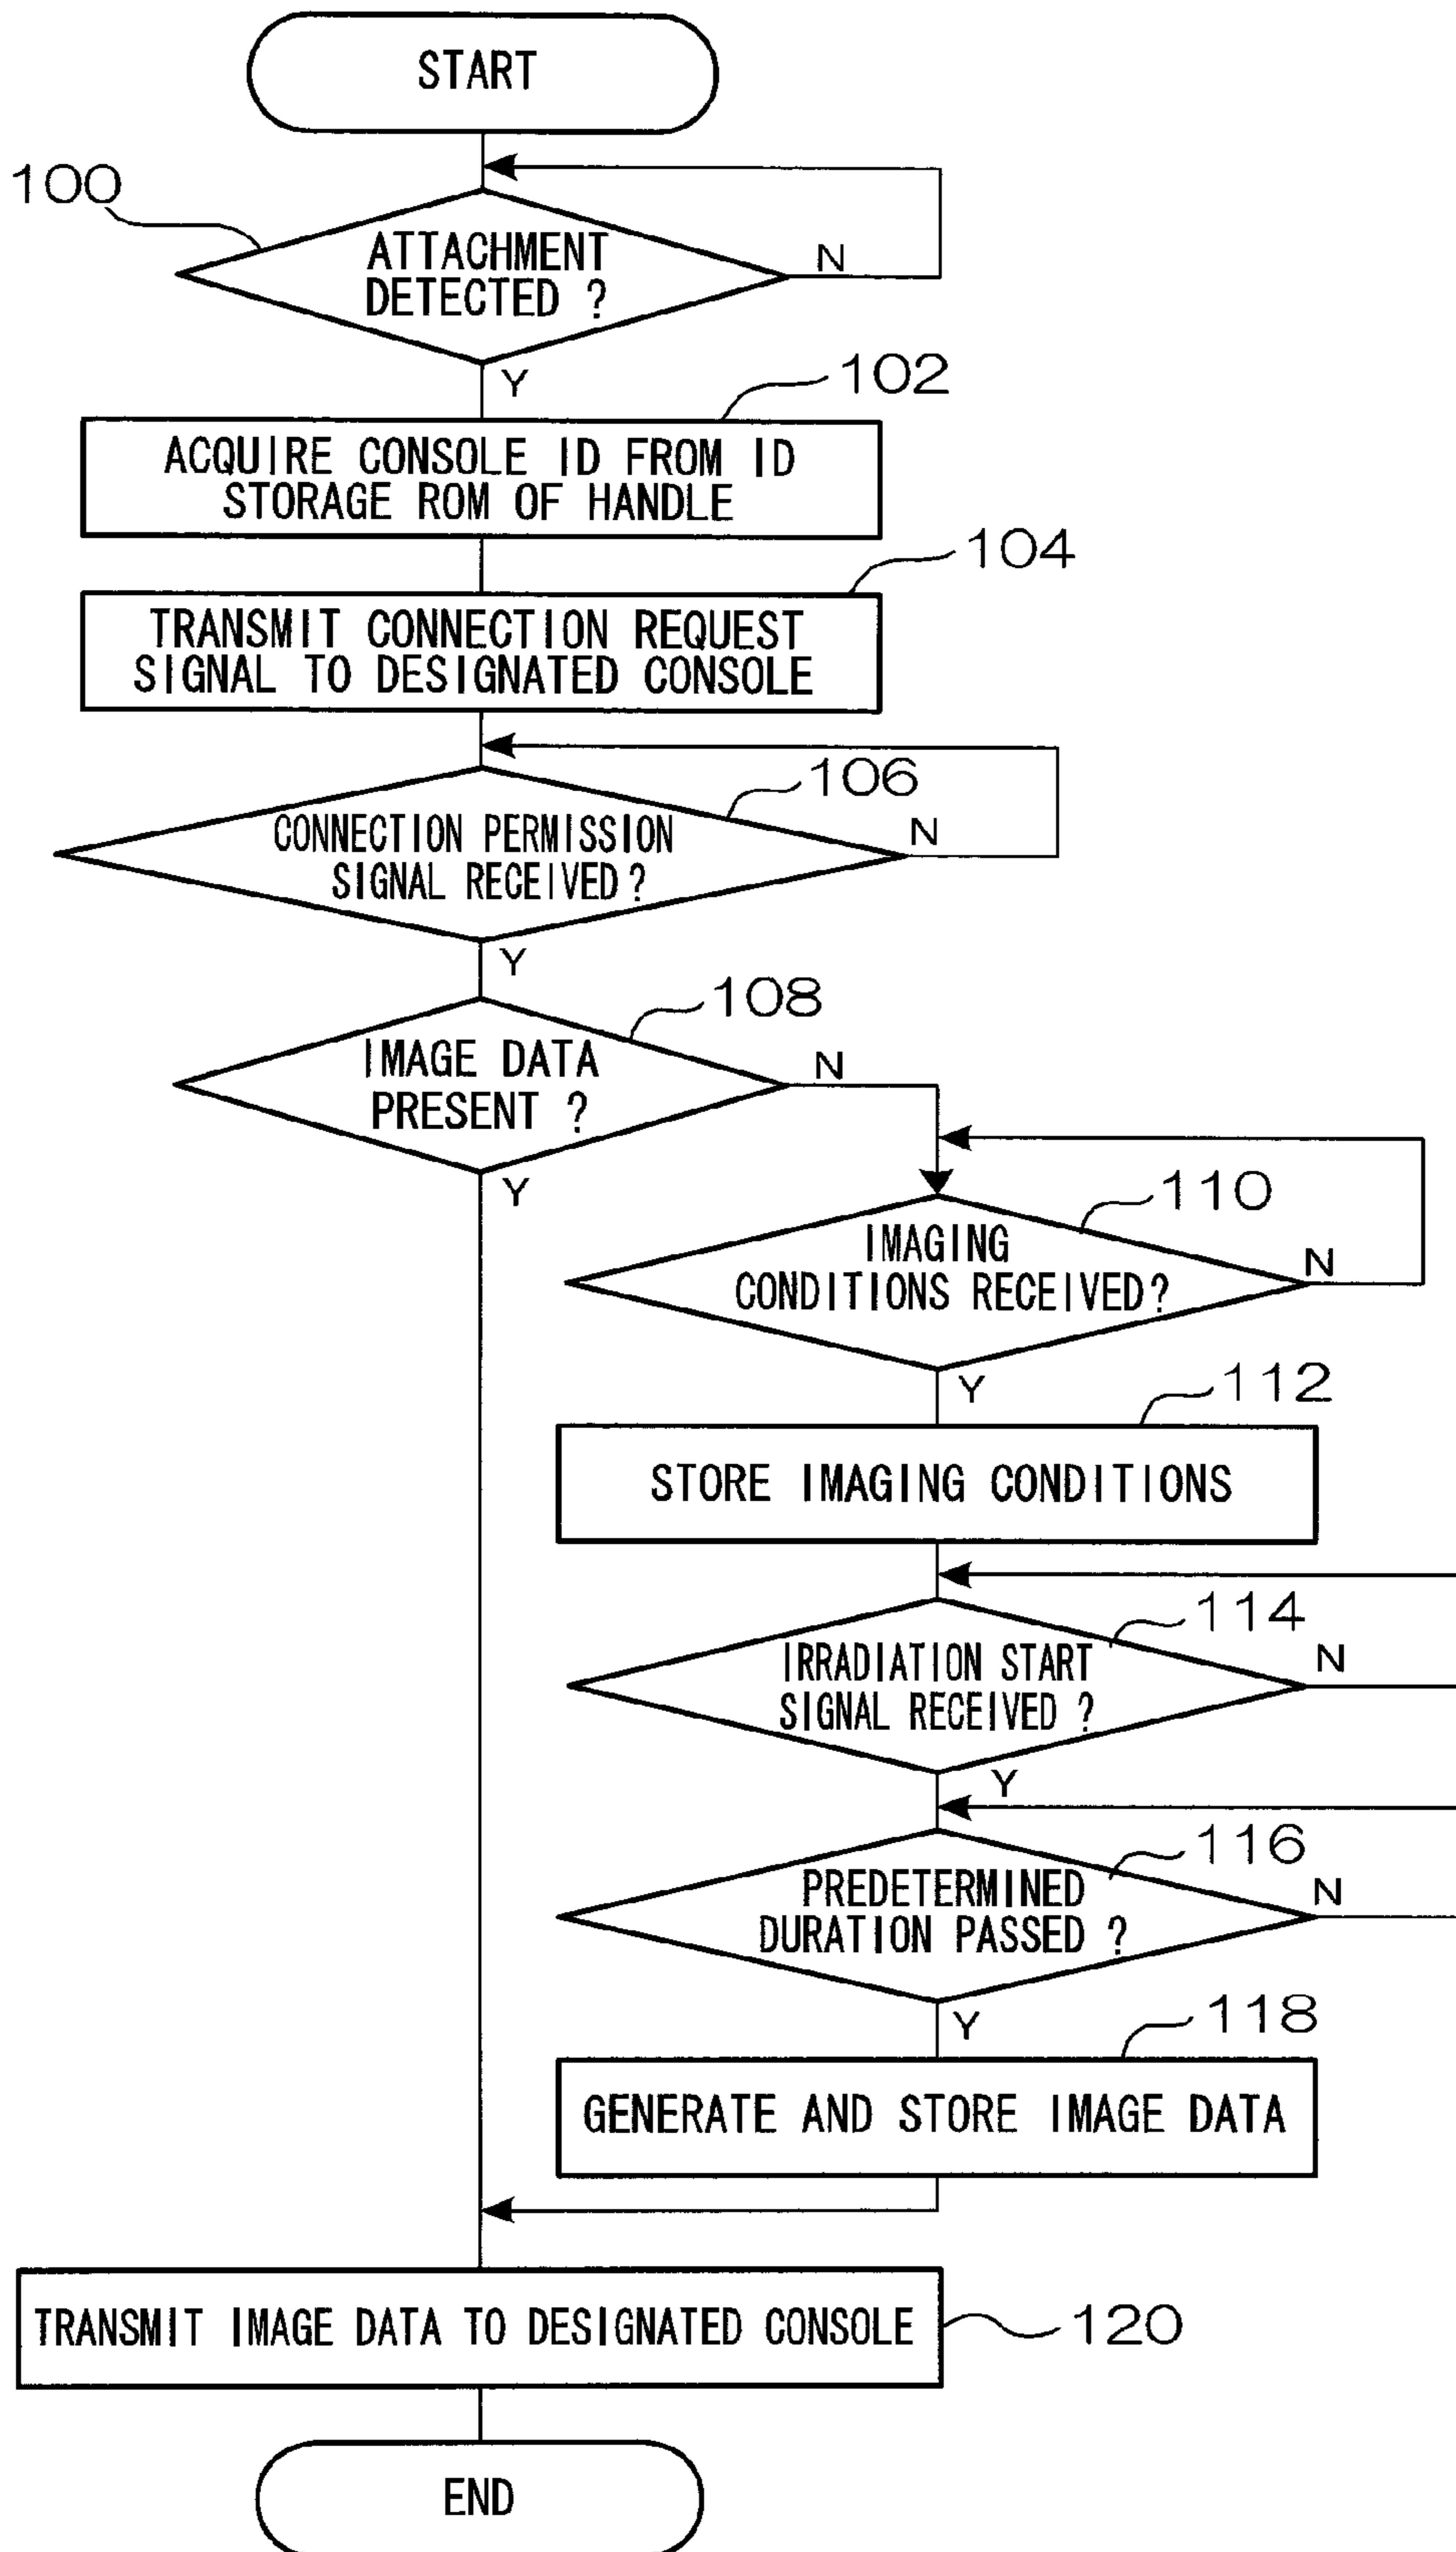 START
100
ATTACHMENT
DETECTED ?
N
Y
102
ACQUIRE CONSOLE ID FROM ID
STORAGE ROM OF HANDLE
104
TRANSMIT CONNECTION REQUEST
SIGNAL TO DESIGNATED CONSOLE
106
CONNECTION PERMISSION
SIGNAL RECEIVED?
N
Y
108
IMAGE DATA
PRESENT ?
N
Y
110
IMAGING
CONDITIONS RECEIVED?
N
Y
112
STORE IMAGING CONDITIONS
114
IRRADIATION START
SIGNAL RECEIVED ?
N
Y
116
PREDETERMINED
DURATION PASSED ?
N
Y
118
GENERATE AND STORE IMAGE DATA
TRANSMIT IMAGE DATA TO DESIGNATED CONSOLE
120
END